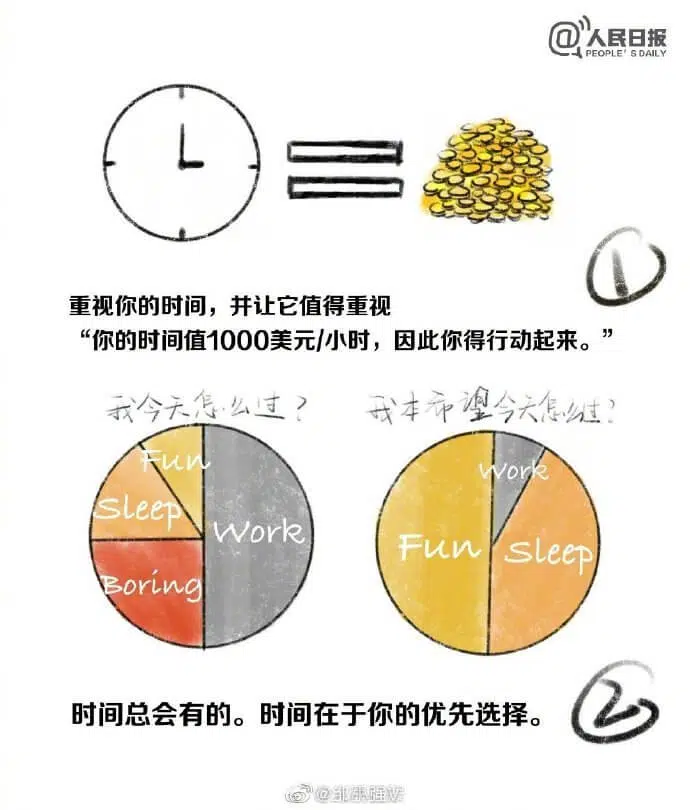 @人民日报
PEOPLE'S DAILY
1
重视你的时间，并让它值得重视
“你的时间值1000美元/小时，因此你得行动起来。”
我今天怎么过？
我本希望今天怎么过？
Fun
Sleep
Work
Boring
Work
Fun
Sleep
时间总会有的。时间在于你的优先选择。
2